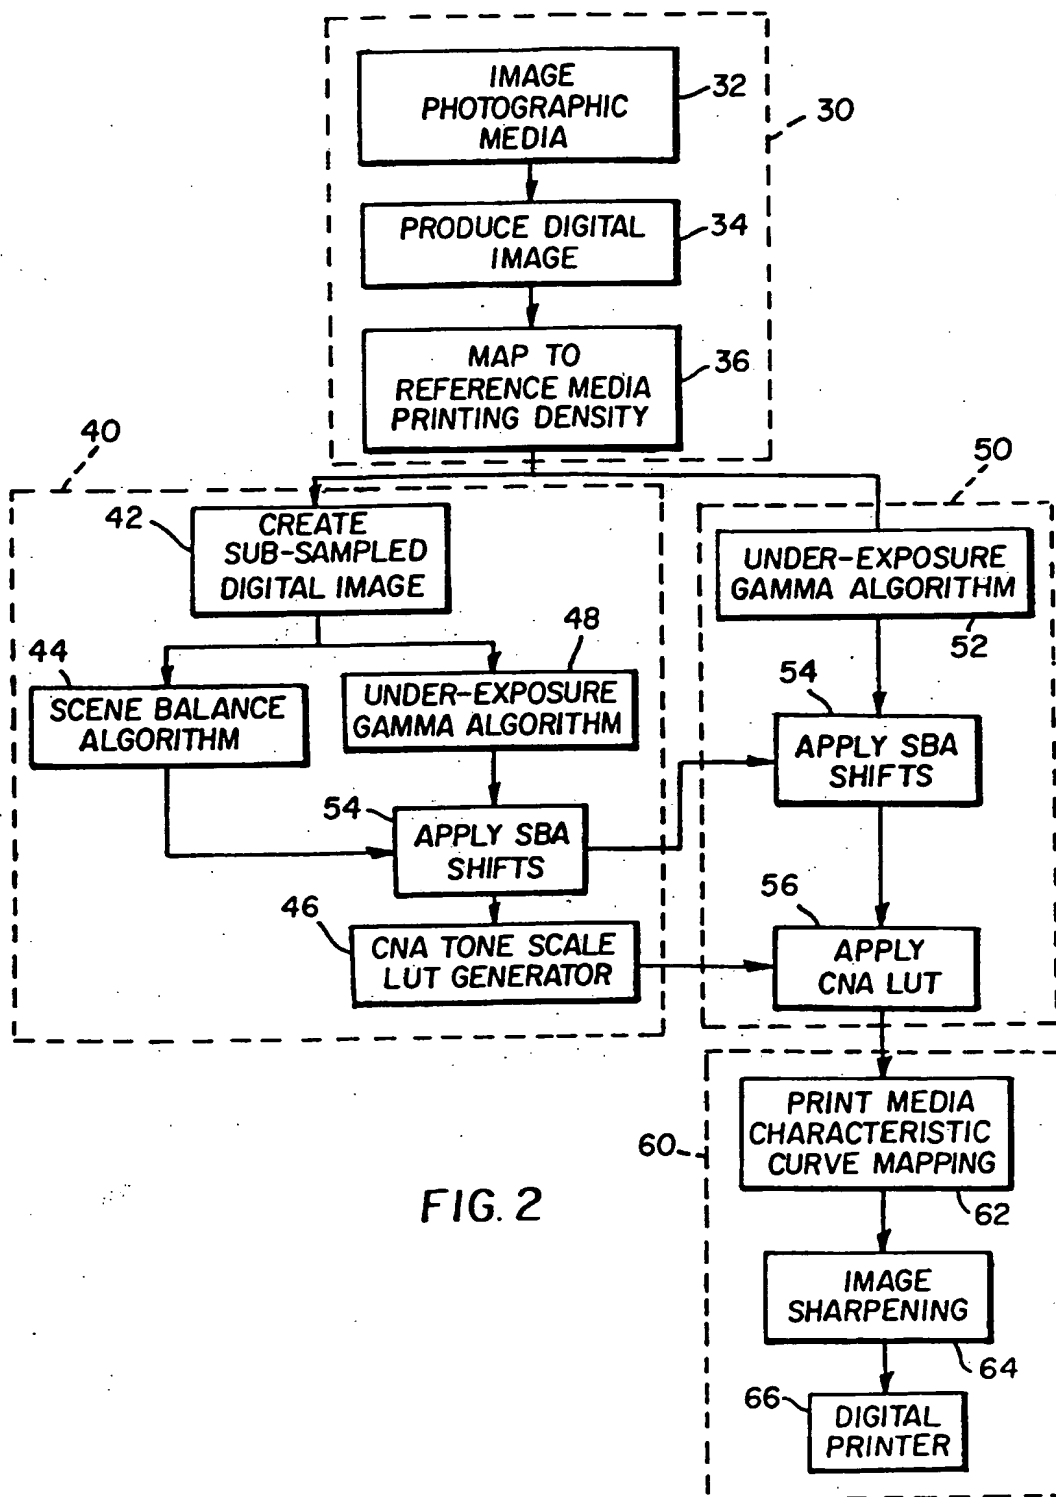 IMAGE
PHOTOGRAPHIC
MEDIA
32
30
PRODUCE DIGITAL
IMAGE
34
MAP TO
REFERENCE MEDIA
PRINTING DENSITY
36
40
50
42
CREATE
SUB-SAMPLED
DIGITAL IMAGE
UNDER-EXPOSURE
GAMMA ALGORITHM
52
44
SCENE BALANCE
ALGORITHM
48
UNDER-EXPOSURE
GAMMA ALGORITHM
54
APPLY SBA
SHIFTS
54
APPLY SBA
SHIFTS
46
CNA TONE SCALE
LUT GENERATOR
56
APPLY
CNA LUT
60
PRINT MEDIA
CHARACTERISTIC
CURVE MAPPING
62
FIG. 2
IMAGE
SHARPENING
64
66
DIGITAL
PRINTER